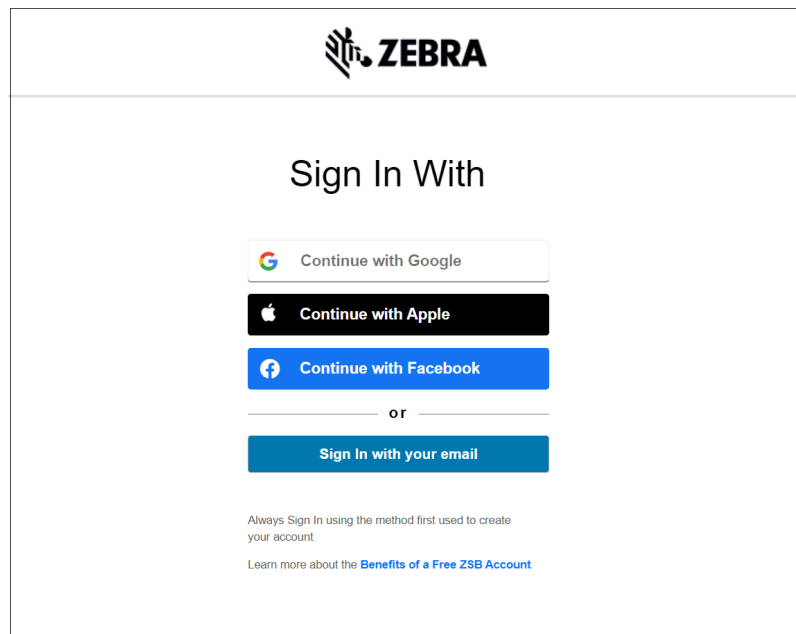 ZEBRA
Sign In With
Continue with Google
Continue with Apple
Continue with Facebook
or
Sign In with your email
Always Sign In using the method first used to create
your account
Learn more about the Benefits of a Free ZSB Account